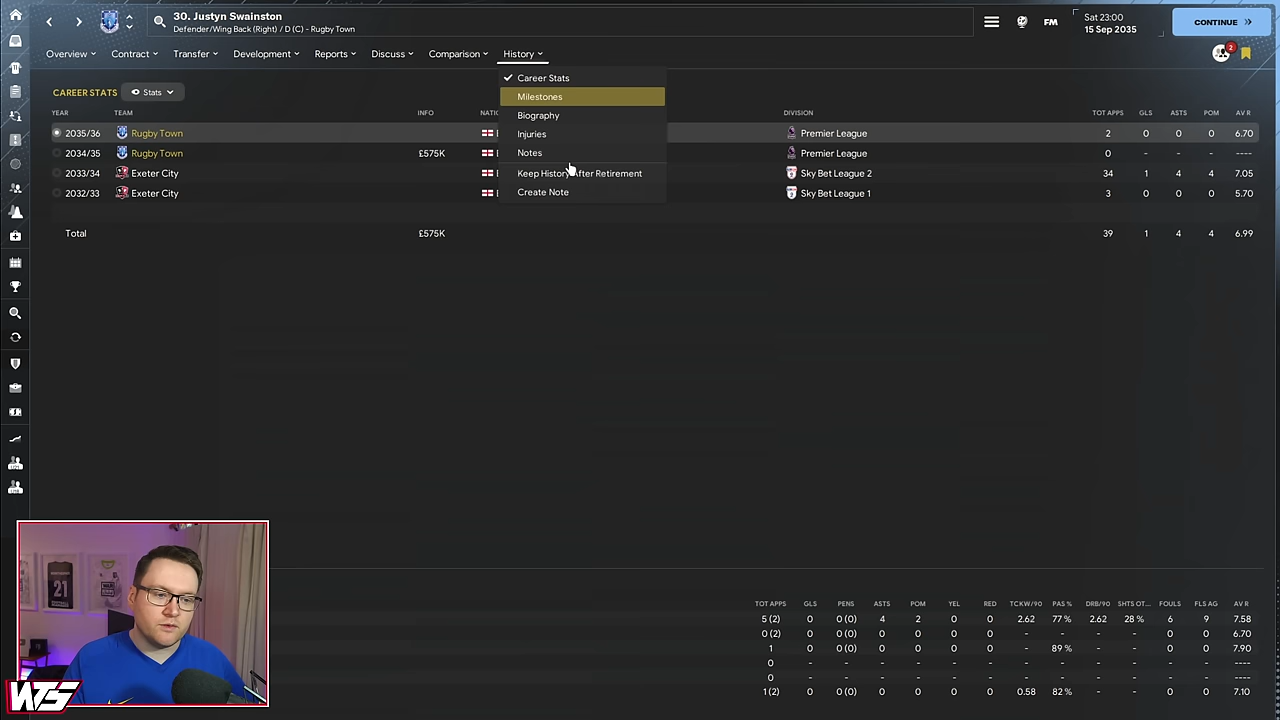 30. Justyn Swainston
Defender/Wing Back (Right) / D (C) - Rugby Town
FM
Sat 23:00
15 Sep 2035
CONTINUE
Overview
Contract
Transfer
Development
Reports
Discuss
Comparison
History
2
CAREER STATS
Stats
Career Stats
Milestones
Biography
Injuries
Notes
Keep History After Retirement
Create Note
YEAR TEAM INFO DIVISION TOT APPS GLS ASTS POM AV R
2035/36 Rugby Town Premier League 2 0 0 0 6.70
2034/35 Rugby Town £575K Premier League 0 - - - ----
2033/34 Exeter City Sky Bet League 2 34 1 4 4 7.05
2032/33 Exeter City Sky Bet League 1 3 0 0 0 5.70
Total £575K 39 1 4 4 6.99
TOT APPS GLS PENS ASTS POM YEL RED TCKW/90 PAS % DRB/90 SHTS OT... FOULS FLS AG AV R
5 (2) 0 0 (0) 4 2 0 0 2.62 77 % 2.62 28 % 6 9 7.58
0 (2) 0 0 (0) 0 0 0 0 - - - - 0 0 6.70
1 0 0 (0) 0 0 0 0 - 89 % - - 0 0 7.90
0 - - - - - - - - - - - - ----
0 - - - - - - - - - - - - ----
1 (2) 0 0 (0) 0 0 0 0 0.58 82 % - - 0 0 7.10
21
WTS